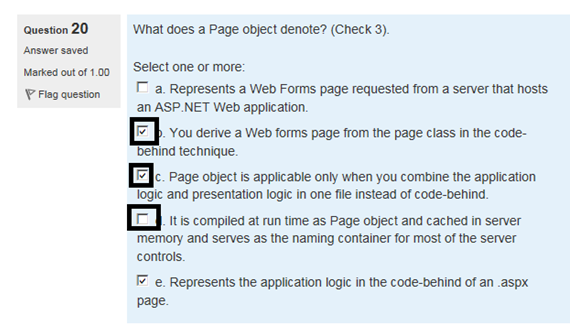 Question 20
Answer saved
Marked out of 1.00
Flag question
What does a Page object denote? (Check 3).
Select one or more:
a. Represents a Web Forms page requested from a server that hosts
an ASP.NET Web application.
b. You derive a Web forms page from the page class in the code-
behind technique.
c. Page object is applicable only when you combine the application
logic and presentation logic in one file instead of code-behind.
d. It is compiled at run time as Page object and cached in server
memory and serves as the naming container for most of the server
controls.
e. Represents the application logic in the code-behind of an .aspx
page.